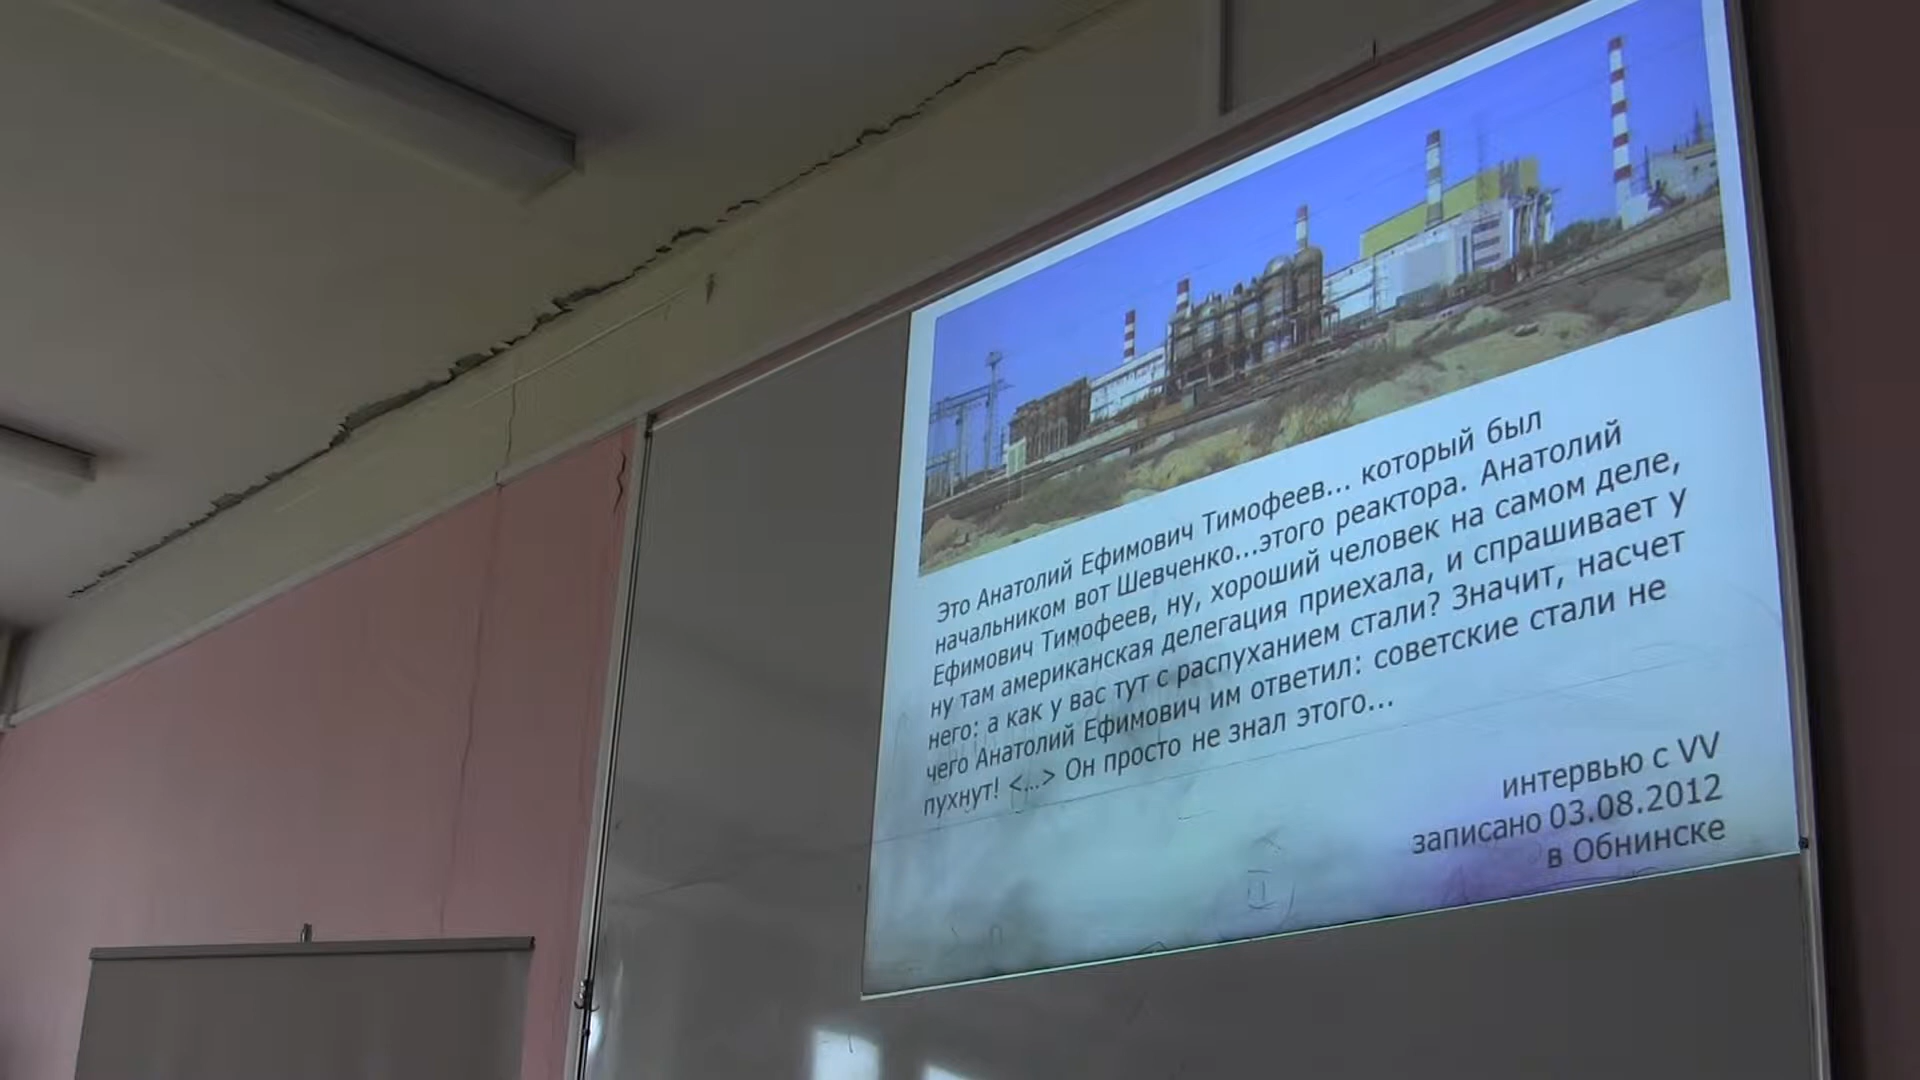 Это Анатолий Ефимович Тимофеев... который был
начальником вот Шевченко...этого реактора. Анатолий
Ефимович Тимофеев, ну, хороший человек на самом деле,
ну там американская делегация приехала, и спрашивает у
него: а как у вас тут с распуханием стали? Значит, насчет
чего Анатолий Ефимович им ответил: советские стали не
пухнут! <...> Он просто не знал этого...
интервью с VV
записано 03.08.2012
в Обнинске